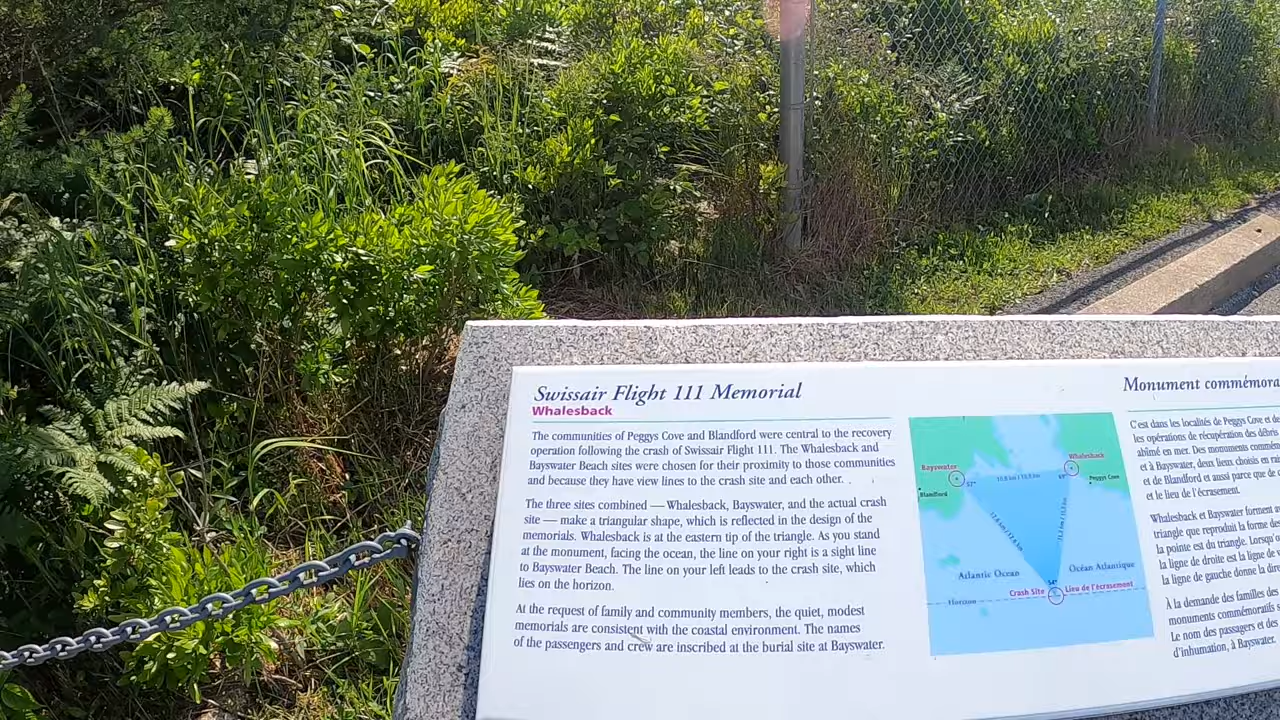 Swissair Flight 111 Memorial
Whalesback
The communities of Peggys Cove and Blandford were central to the recovery
operation following the crash of Swissair Flight 111. The Whalesback and
Bayswater Beach sites were chosen for their proximity to those communities
and because they have view lines to the crash site and each other.
The three sites combined — Whalesback, Bayswater, and the actual crash
site — make a triangular shape, which is reflected in the design of the
memorials. Whalesback is at the eastern tip of the triangle. As you stand
at the monument, facing the ocean, the line on your right is a sight line
to Bayswater Beach. The line on your left leads to the crash site, which
lies on the horizon.
At the request of family and community members, the quiet, modest
memorials are consistent with the coastal environment. The names
of the passengers and crew are inscribed at the burial site at Bayswater.
Bayswater
Blandford
Whalesback
Peggys Cove
Atlantic Ocean
Océan Atlantique
Horizon
Crash Site
Lieu de l'écrasement
Monument commémora
C'est dans les localités de Peggys Cove et de
les opérations de récupération des débris
abîmé en mer. Des monuments commém
et à Bayswater, deux lieux choisis en rai
et de Blandford et aussi parce que de c
et le lieu de l'écrasement.
Whalesback et Bayswater forment a
triangle que reproduit la forme de
la pointe est du triangle. Lorsqu'o
la ligne de droite est la ligne de v
la ligne de gauche donne la dire
À la demande des familles des
monuments commémoratifs s
Le nom des passagers et des
d'inhumation, à Bayswater.